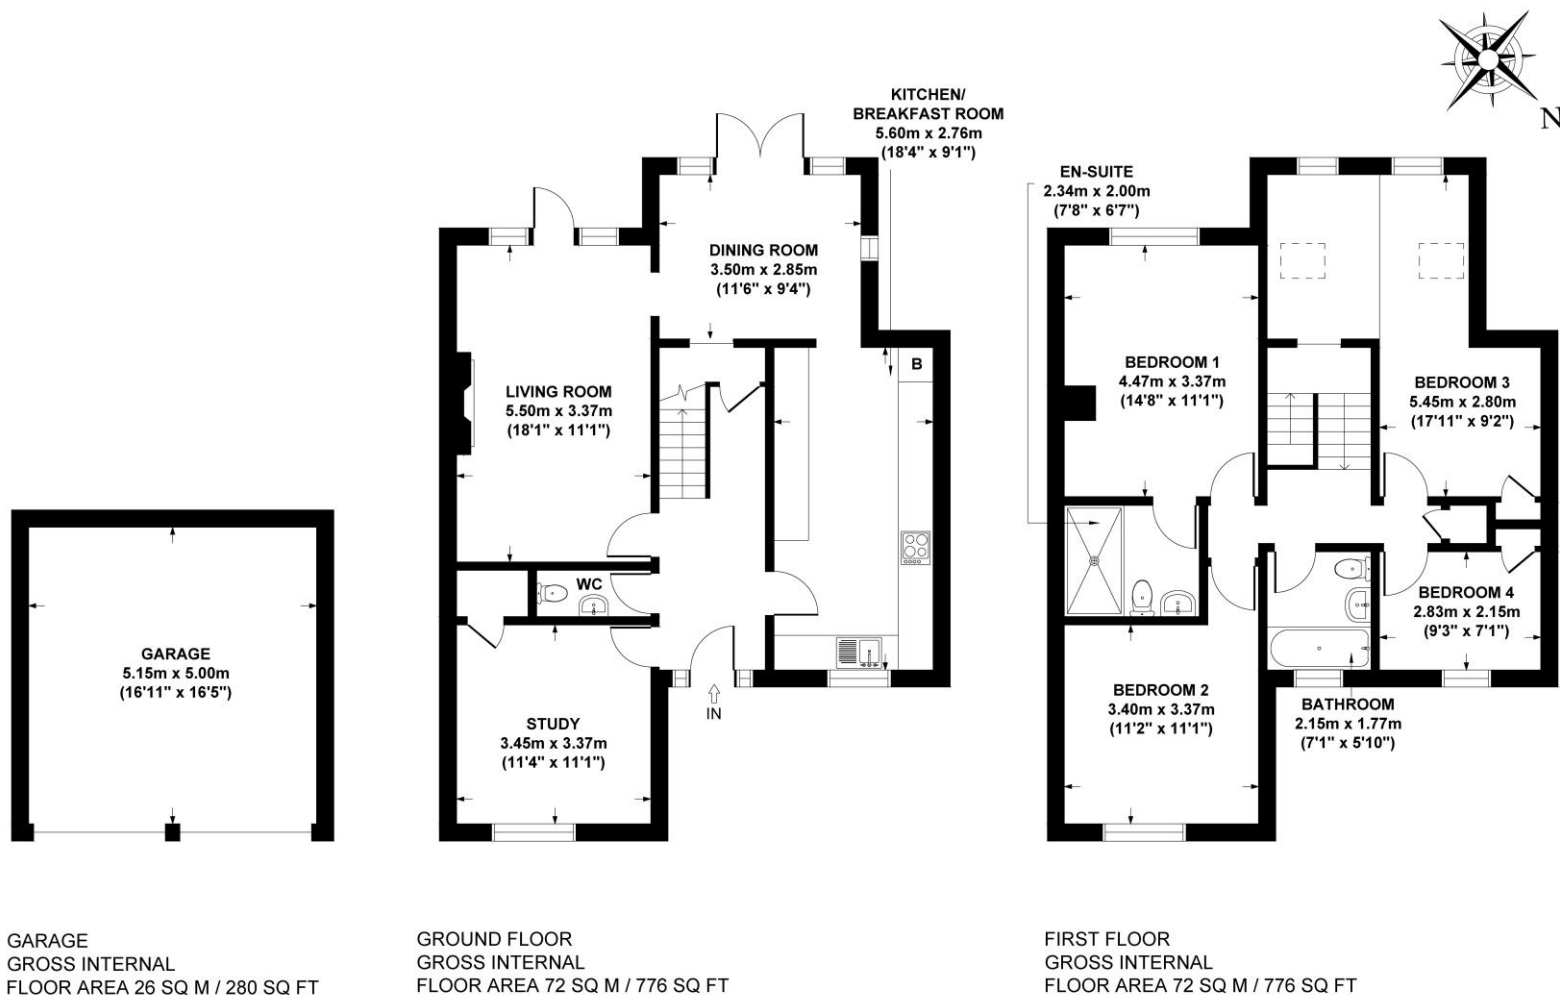 N
KITCHEN/
BREAKFAST ROOM
5.60m x 2.76m
(18'4" x 9'1")
EN-SUITE
2.34m x 2.00m
(7'8" x 6'7")
DINING ROOM
3.50m x 2.85m
(11'6" x 9'4")
B
LIVING ROOM
5.50m x 3.37m
(18'1" x 11'1")
BEDROOM 1
4.47m x 3.37m
(14'8" x 11'1")
BEDROOM 3
5.45m x 2.80m
(17'11" x 9'2")
WC
BEDROOM 4
2.83m x 2.15m
(9'3" x 7'1")
GARAGE
5.15m x 5.00m
(16'11" x 16'5")
STUDY
3.45m x 3.37m
(11'4" x 11'1")
IN
BEDROOM 2
3.40m x 3.37m
(11'2" x 11'1")
BATHROOM
2.15m x 1.77m
(7'1" x 5'10")
GARAGE
GROSS INTERNAL
FLOOR AREA 26 SQ M / 280 SQ FT
GROUND FLOOR
GROSS INTERNAL
FLOOR AREA 72 SQ M / 776 SQ FT
FIRST FLOOR
GROSS INTERNAL
FLOOR AREA 72 SQ M / 776 SQ FT